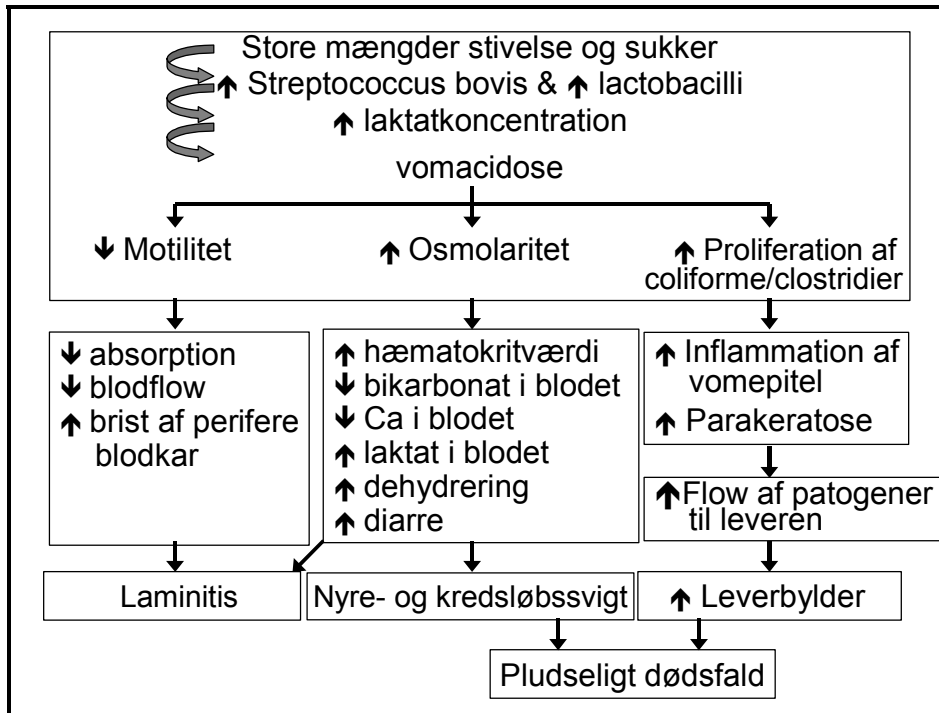 Store mængder stivelse og sukker
↑ Streptococcus bovis & ↑ lactobacilli
↑ laktatkoncentration
vomacidose
↓ Motilitet
↑ Osmolaritet
↑ Proliferation af
coliforme/clostridier
↓ absorption
↓ blodflow
↑ brist af perifere
blodkar
↑ hæmatokritværdi
↓ bikarbonat i blodet
↓ Ca i blodet
↑ laktat i blodet
↑ dehydrering
↑ diarre
↑ Inflammation af
vomepitel
↑ Parakeratose
↑Flow af patogener
til leveren
Laminitis
Nyre- og kredsløbssvigt
↑ Leverbylder
Pludseligt dødsfald